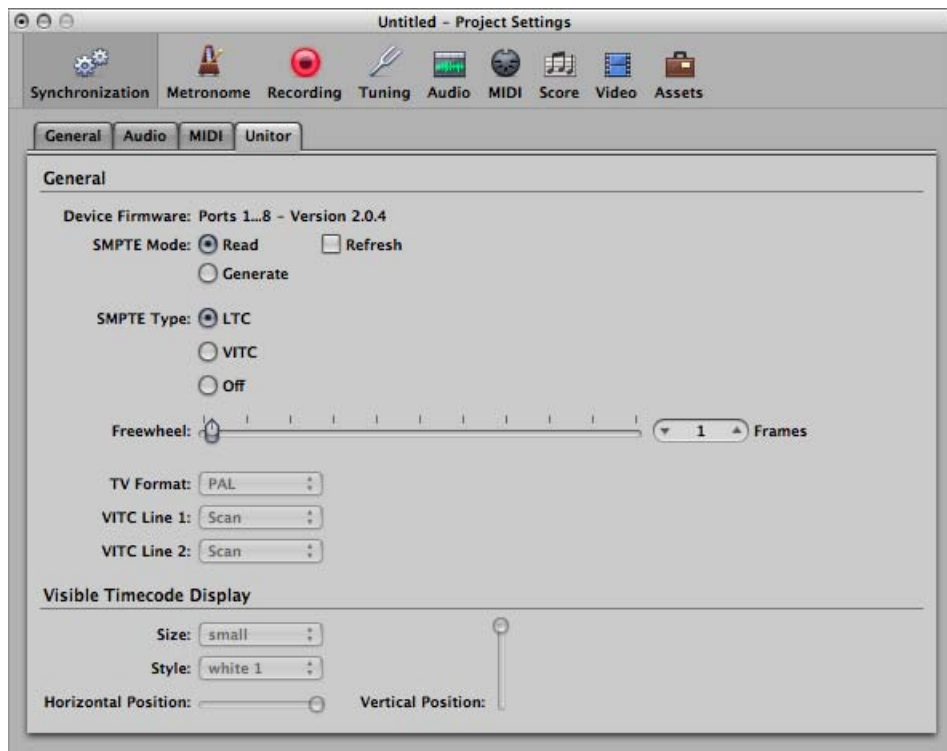 Untitled – Project Settings
Synchronization Metronome Recording Tuning Audio MIDI Score Video Assets
General Audio MIDI Unitor
General
Device Firmware: Ports 1...8 – Version 2.0.4
SMPTE Mode: Read Refresh
Generate
SMPTE Type: LTC
VITC
Off
Freewheel: 1 Frames
TV Format: PAL
VITC Line 1: Scan
VITC Line 2: Scan
Visible Timecode Display
Size: small
Style: white 1
Horizontal Position: Vertical Position: